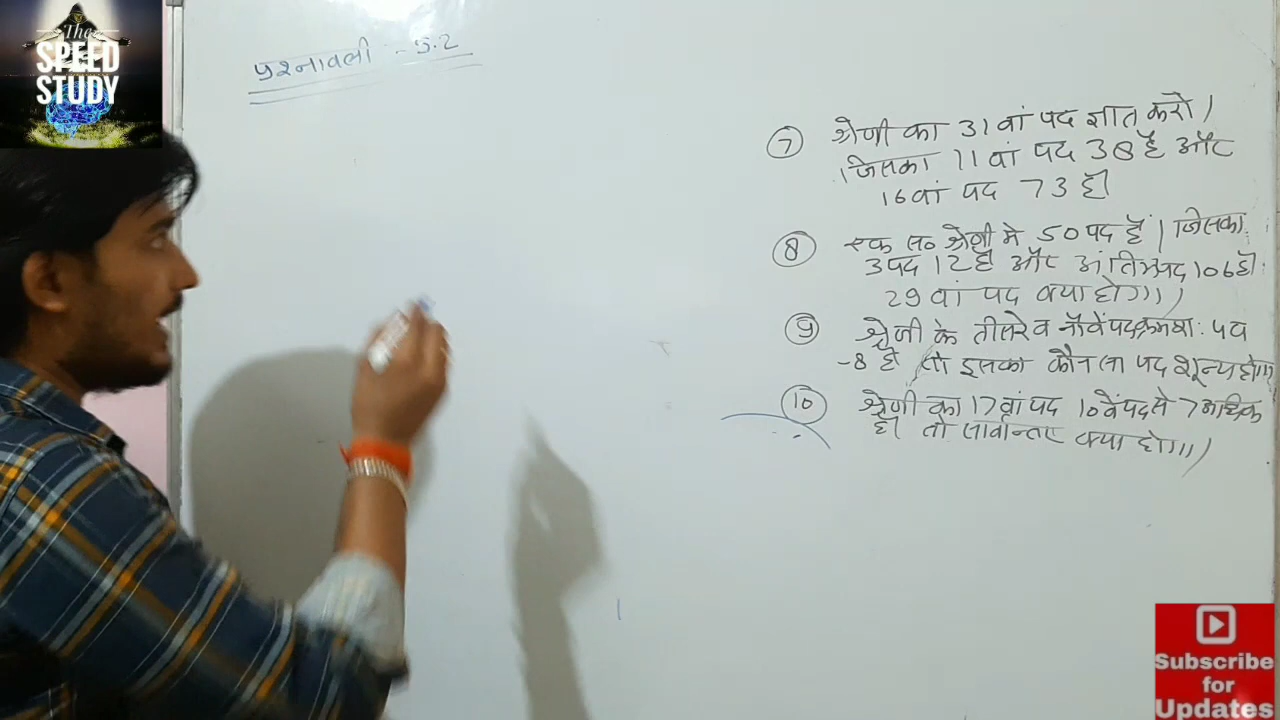 The
SPEED
STUDY
प्रश्नावली :- 5.2
⑦ श्रेणी का 31 वां पद ज्ञात करो।
जिसका 11 वां पद 38 है और
16 वां पद 73 है
⑧ एक स० श्रेणी मे 50 पद हैं। जिसका
3 पद 12 है और अंतिम पद 106 है।
29 वां पद क्या होगा)
⑨ श्रेणी के तीसरे व नौवें पद क्रमशः 4 व
-8 है तो इसका कौन सा पद शून्य होगा
⑩ श्रेणी का 17 वां पद 10 वें पद से 7 अधिक
है। तो सार्वान्तर क्या होगा)
Subscribe
for
Updates